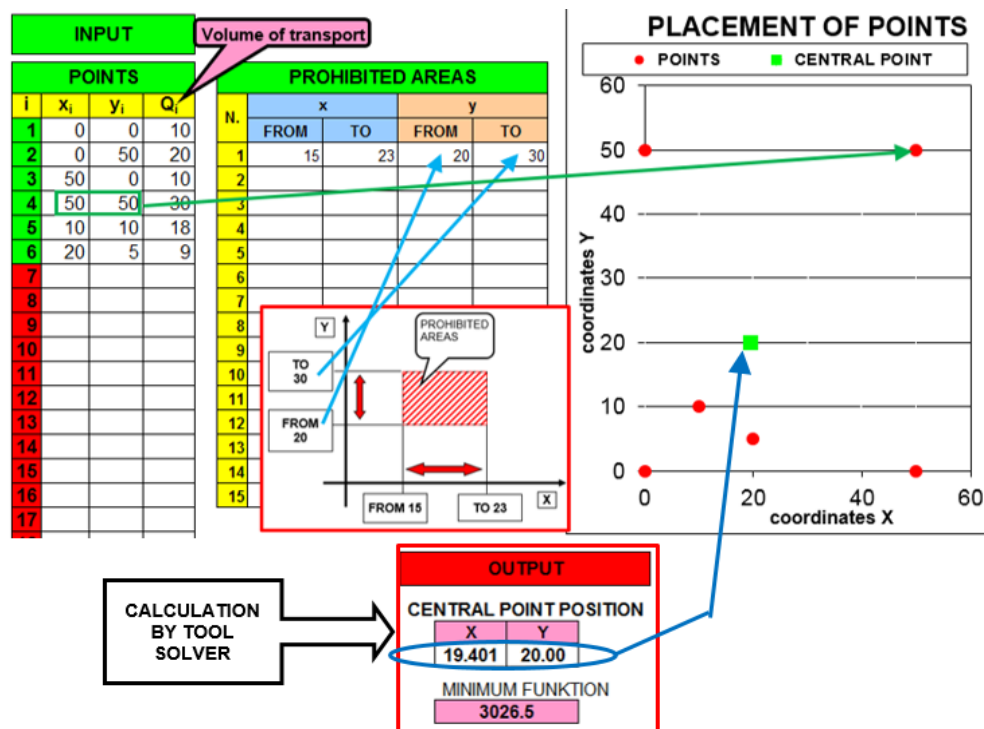 INPUT
Volume of transport
POINTS
i xi yi Qi
1 0 0 10
2 0 50 20
3 50 0 10
4 50 50 30
5 10 10 18
6 20 5 9
7
8
9
10
11
12
13
14
15
16
17
PROHIBITED AREAS
N. x y
FROM TO FROM TO
1 15 23 20 30
2
3
4
5
6
7
8
9
10
11
12
13
14
15
Y
PROHIBITED
AREAS
TO
30
FROM
20
X
FROM 15 TO 23
PLACEMENT OF POINTS
POINTS CENTRAL POINT
60
50
40
30
20
10
0
coordinates Y
0 20 40 60
coordinates X
CALCULATION
BY TOOL
SOLVER
OUTPUT
CENTRAL POINT POSITION
X Y
19.401 20.00
MINIMUM FUNKTION
3026.5